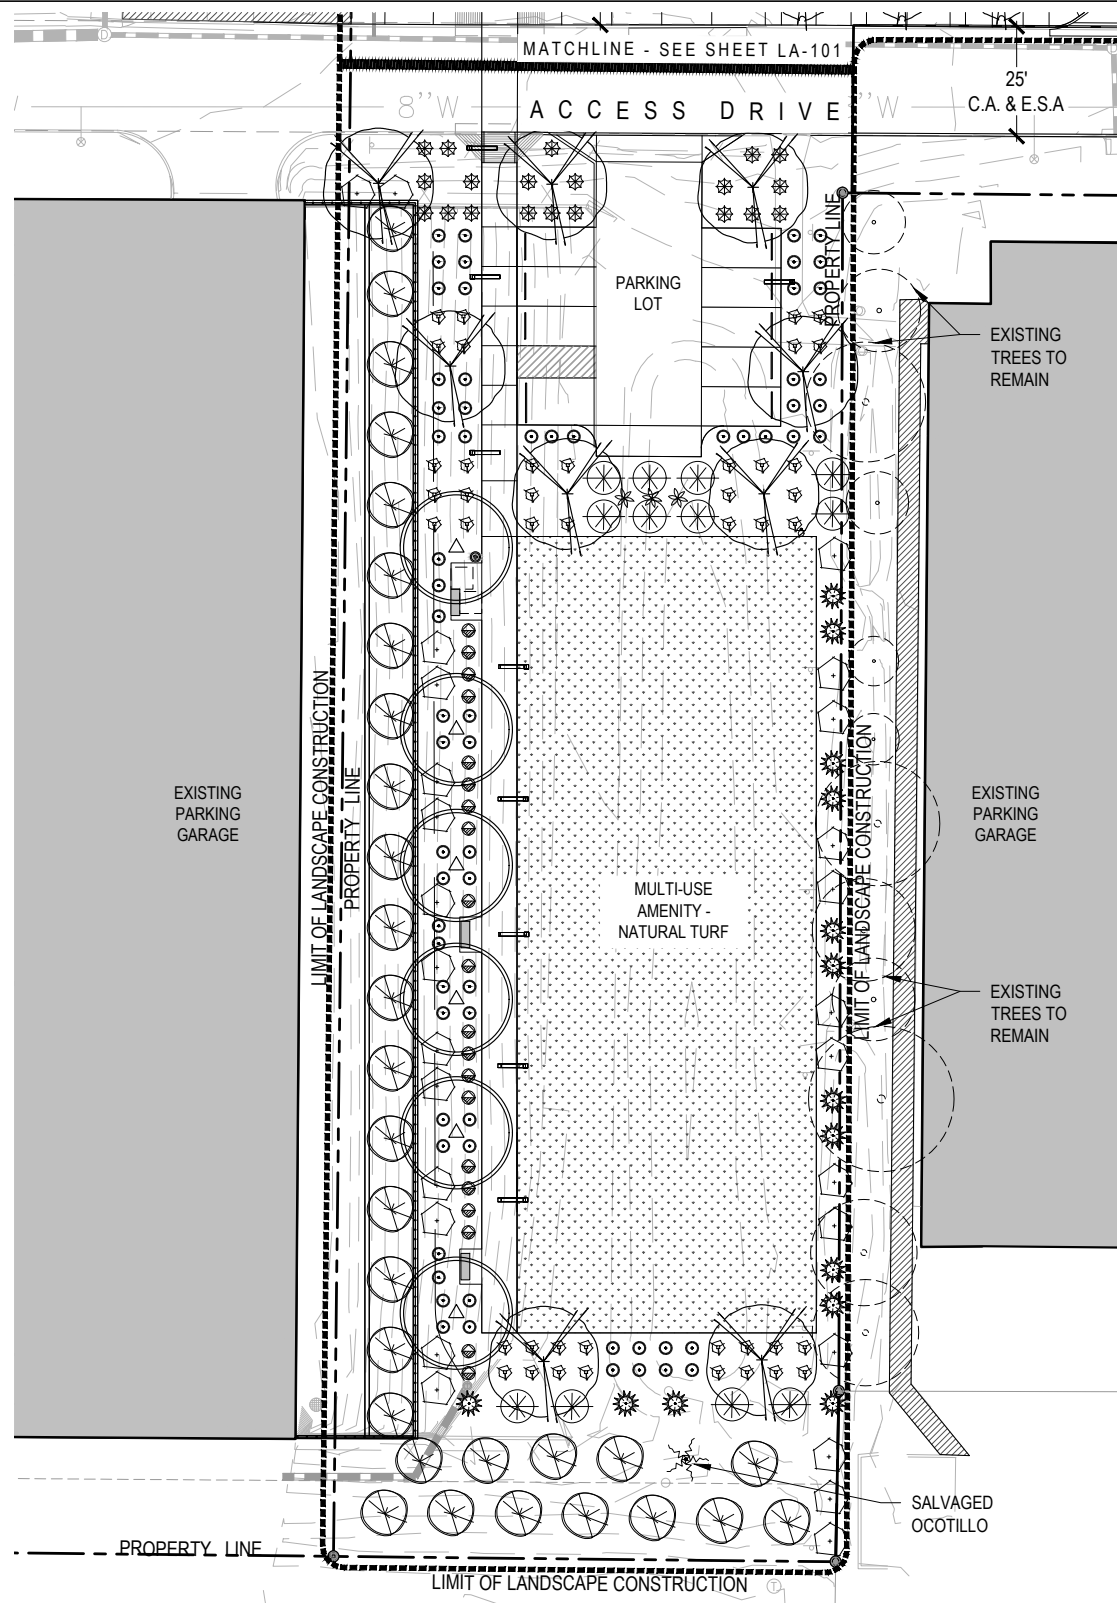 MATCHLINE - SEE SHEET LA-101
25'
C.A. & E.S.A
8"W
"W
ACCESS DRIVE
PROPERTY LINE
PARKING
LOT
EXISTING
TREES TO
REMAIN
LIMIT OF LANDSCAPE CONSTRUCTION
PROPERTY LINE
LIMIT OF LANDSCAPE CONSTRUCTION
EXISTING
PARKING
GARAGE
EXISTING
PARKING
GARAGE
MULTI-USE
AMENITY -
NATURAL TURF
EXISTING
TREES TO
REMAIN
SALVAGED
OCOTILLO
PROPERTY LINE
LIMIT OF LANDSCAPE CONSTRUCTION
T